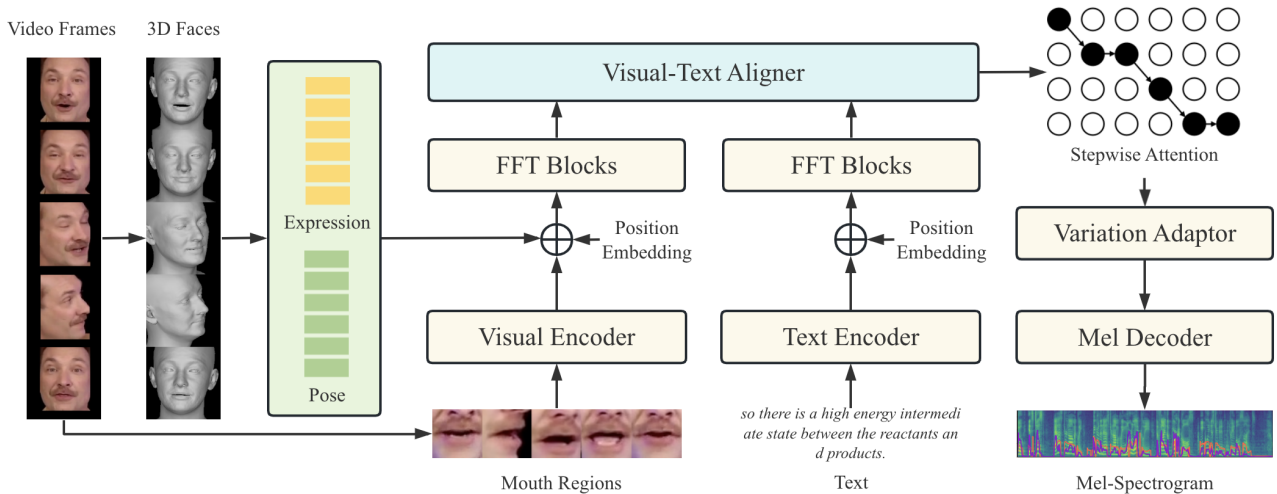 Video Frames
3D Faces
Expression
Pose
Visual-Text Aligner
FFT Blocks
FFT Blocks
Position
Embedding
Position
Embedding
Visual Encoder
Text Encoder
so there is a high energy intermedi
ate state between the reactants an
d products.
Mouth Regions
Text
Stepwise Attention
Variation Adaptor
Mel Decoder
Mel-Spectrogram